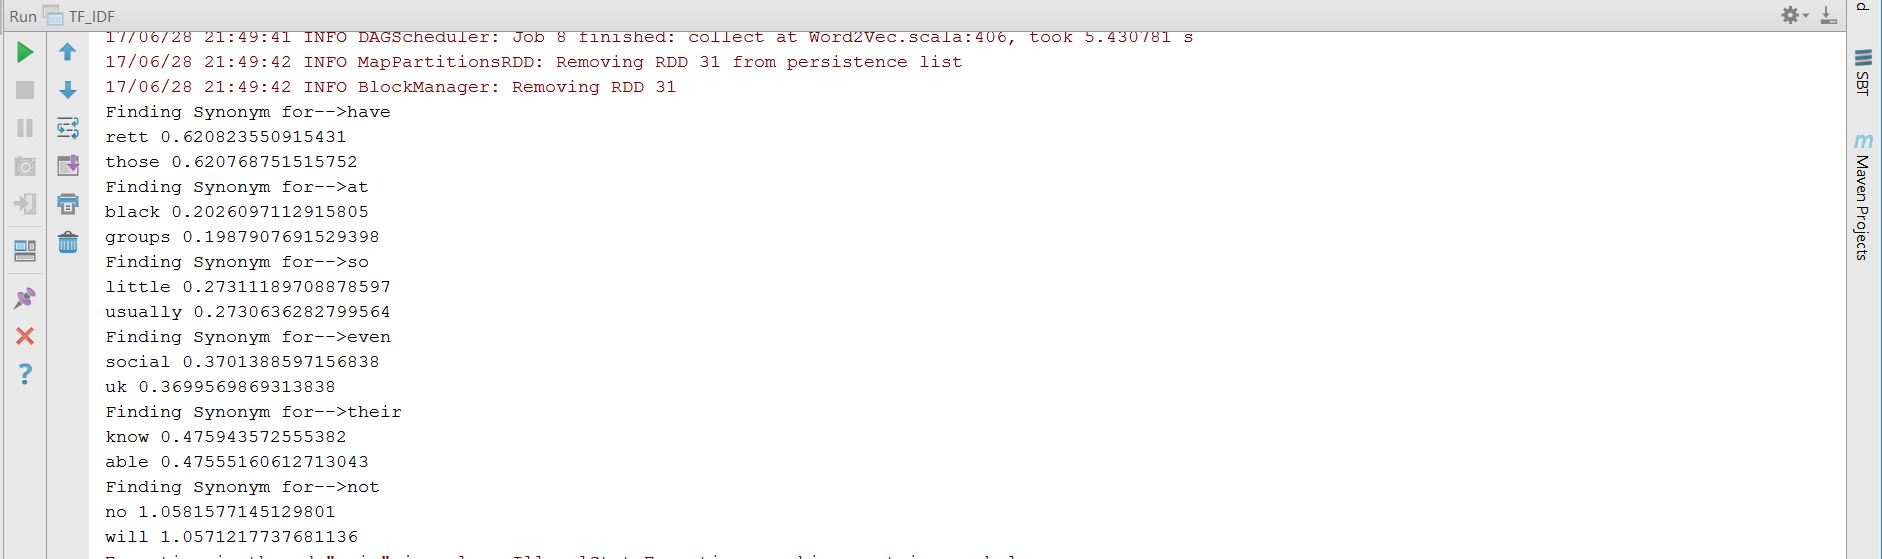 Run TF_IDF
17/06/28 21:49:41 INFO DAGScheduler: Job 8 finished: collect at Word2Vec.scala:406, took 5.430781 s
17/06/28 21:49:42 INFO MapPartitionsRDD: Removing RDD 31 from persistence list
17/06/28 21:49:42 INFO BlockManager: Removing RDD 31
Finding Synonym for-->have
rett 0.620823550915431
those 0.620768751515752
Finding Synonym for-->at
black 0.2026097112915805
groups 0.1987907691529398
Finding Synonym for-->so
little 0.27311189708878597
usually 0.2730636282799564
Finding Synonym for-->even
social 0.3701388597156838
uk 0.3699569869313838
Finding Synonym for-->their
know 0.475943572555382
able 0.47555160612713043
Finding Synonym for-->not
no 1.0581577145129801
will 1.0571217737681136
d
SBT
m Maven Projects